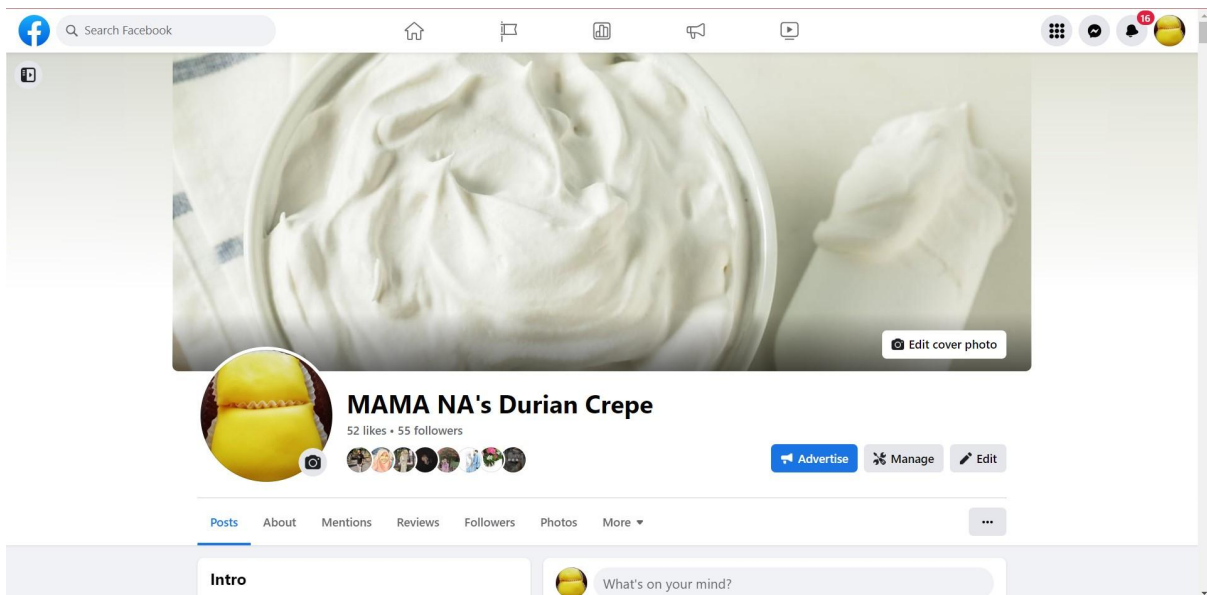 Search Facebook
16
Edit cover photo
MAMA NA's Durian Crepe
52 likes • 55 followers
Advertise
Manage
Edit
Posts
About
Mentions
Reviews
Followers
Photos
More
Intro
What's on your mind?